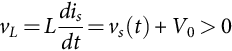 v_L = L\frac{di_s}{dt} = v_s(t) + V_0 > 0